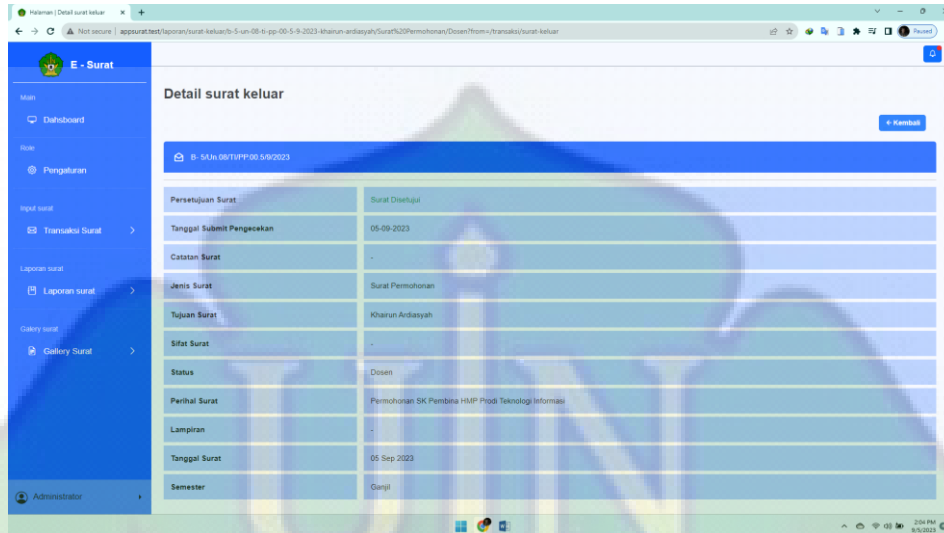 Halaman | Detail surat keluar
Not secure | appsurat.test/laporan/surat-keluar/b-5-un-08-ti-pp-00-5-9-2023-khairun-ardiasyah/Surat%20Permohonan/Dosen?from=/transaksi/surat-keluar
Paused
E - Surat
Main
Dahsboard
Role
Pengaturan
Input surat
Transaksi Surat
Laporan surat
Laporan surat
Galery surat
Gallery Surat
Administrator
Detail surat keluar
Kembali
B- 5/Un.08/TI/PP.00.5/9/2023
Persetujuan Surat Surat Disetujui
Tanggal Submit Pengecekan 05-09-2023
Catatan Surat -
Jenis Surat Surat Permohonan
Tujuan Surat Khairun Ardiasyah
Sifat Surat -
Status Dosen
Perihal Surat Permohonan SK Pembina HMP Prodi Teknologi Informasi
Lampiran -
Tanggal Surat 05 Sep 2023
Semester Ganjil
UIN
2:04 PM
9/5/2023